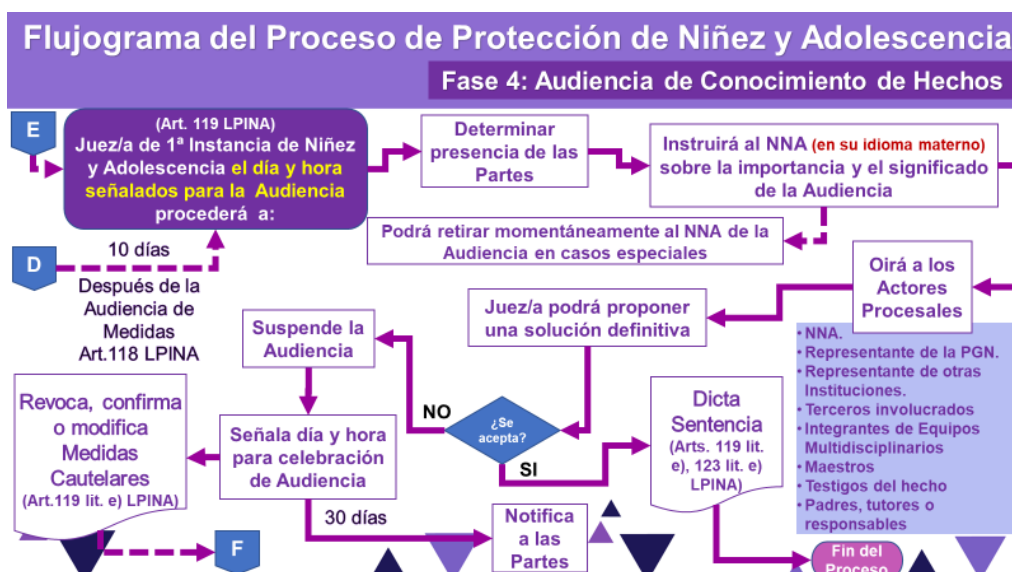 Flujograma del Proceso de Protección de Niñez y Adolescencia
Fase 4: Audiencia de Conocimiento de Hechos
E
(Art. 119 LPINA)
Juez/a de 1ª Instancia de Niñez
y Adolescencia el día y hora
señalados para la Audiencia
procederá a:
Determinar
presencia de las
Partes
Instruirá al NNA (en su idioma materno)
sobre la importancia y el significado
de la Audiencia
Podrá retirar momentáneamente al NNA de la
Audiencia en casos especiales
D
10 días
Después de la
Audiencia de
Medidas
Art.118 LPINA
Oirá a los
Actores
Procesales
• NNA.
• Representante de la PGN.
• Representante de otras
Instituciones.
• Terceros involucrados
• Integrantes de Equipos
Multidisciplinarios
• Maestros
• Testigos del hecho
• Padres, tutores o
responsables
Juez/a podrá proponer
una solución definitiva
¿Se
acepta?
NO
SI
Suspende la
Audiencia
Señala día y hora
para celebración
de Audiencia
Revoca, confirma
o modifica
Medidas
Cautelares
(Art.119 lit. e) LPINA)
F
30 días
Notifica
a las
Partes
Dicta
Sentencia
(Arts. 119 lit.
e), 123 lit. e)
LPINA)
Fin del
Proceso